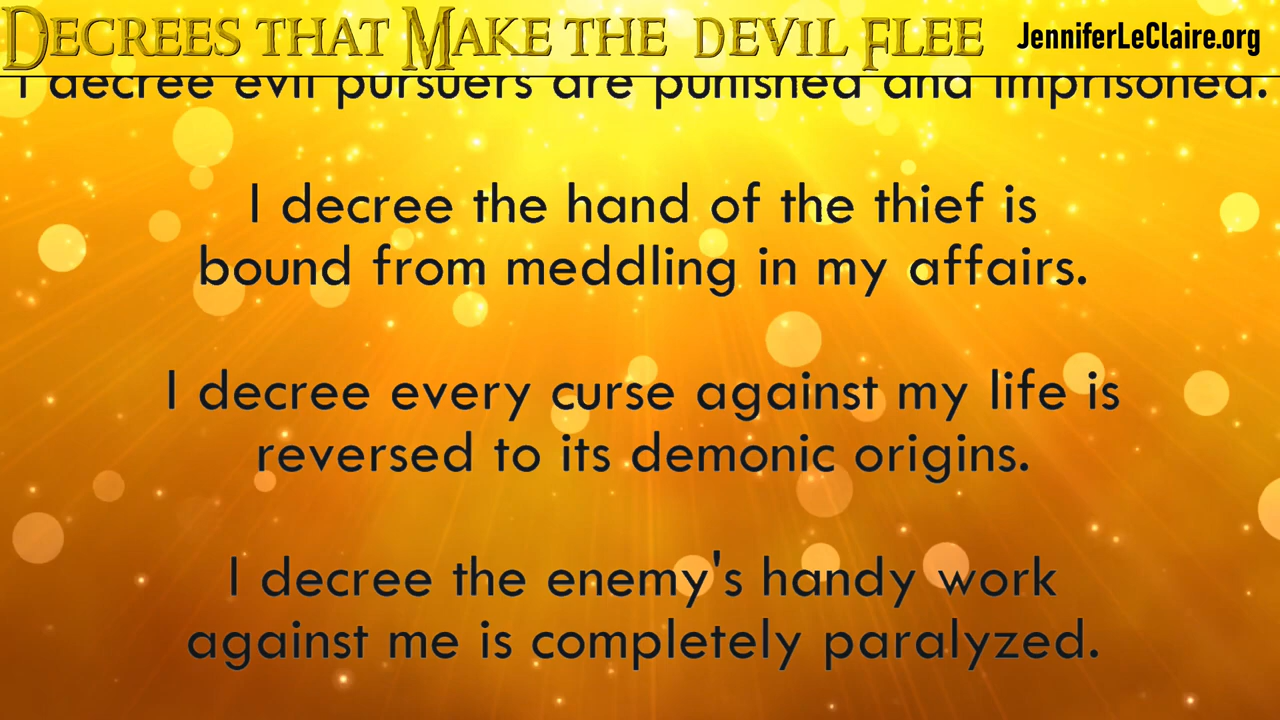 DECREES THAT MAKE THE DEVIL FLEE JenniferLeClaire.org
I decree evil pursuers are punished and imprisoned.
I decree the hand of the thief is
bound from meddling in my affairs.
I decree every curse against my life is
reversed to its demonic origins.
I decree the enemy's handy work
against me is completely paralyzed.